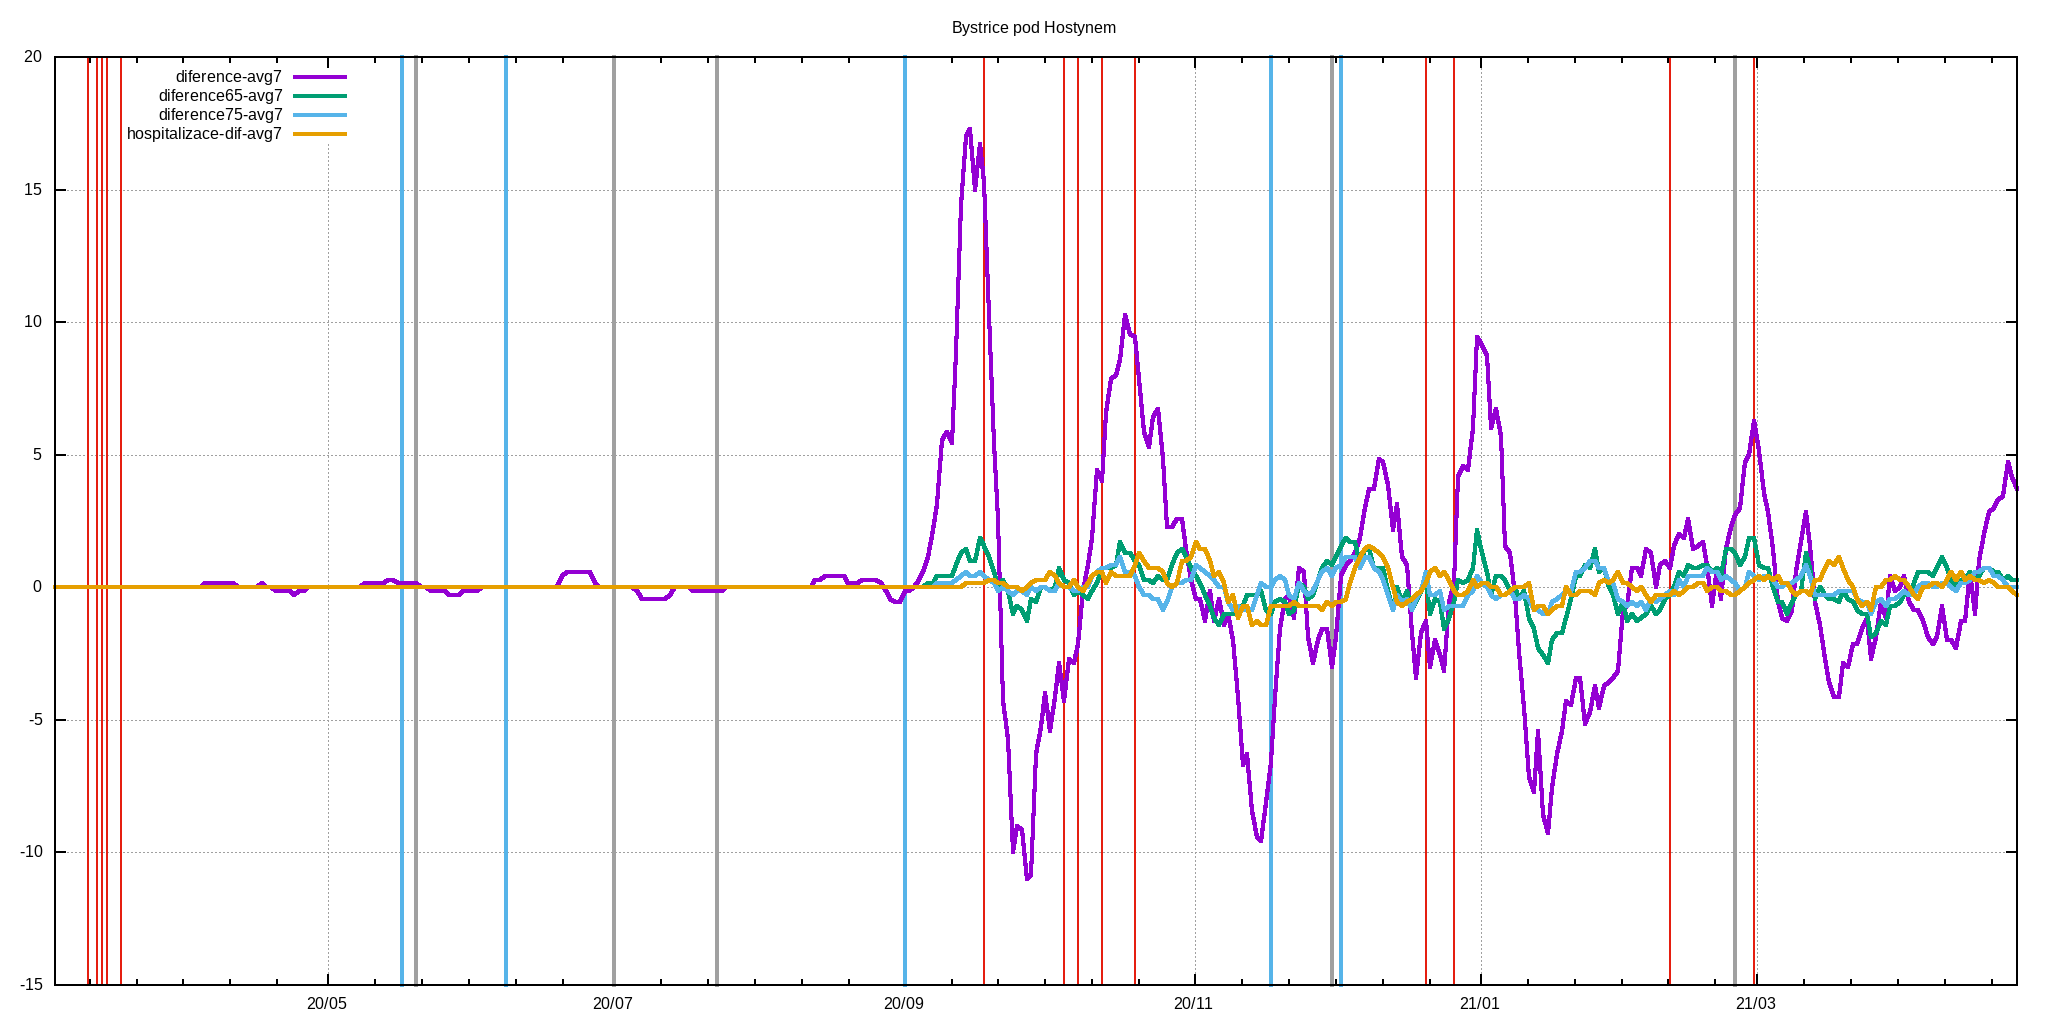 Bystrice pod Hostynem
20
15
10
5
0
-5
-10
-15
diference-avg7
diference65-avg7
diference75-avg7
hospitalizace-dif-avg7
20/05
20/07
20/09
20/11
21/01
21/03